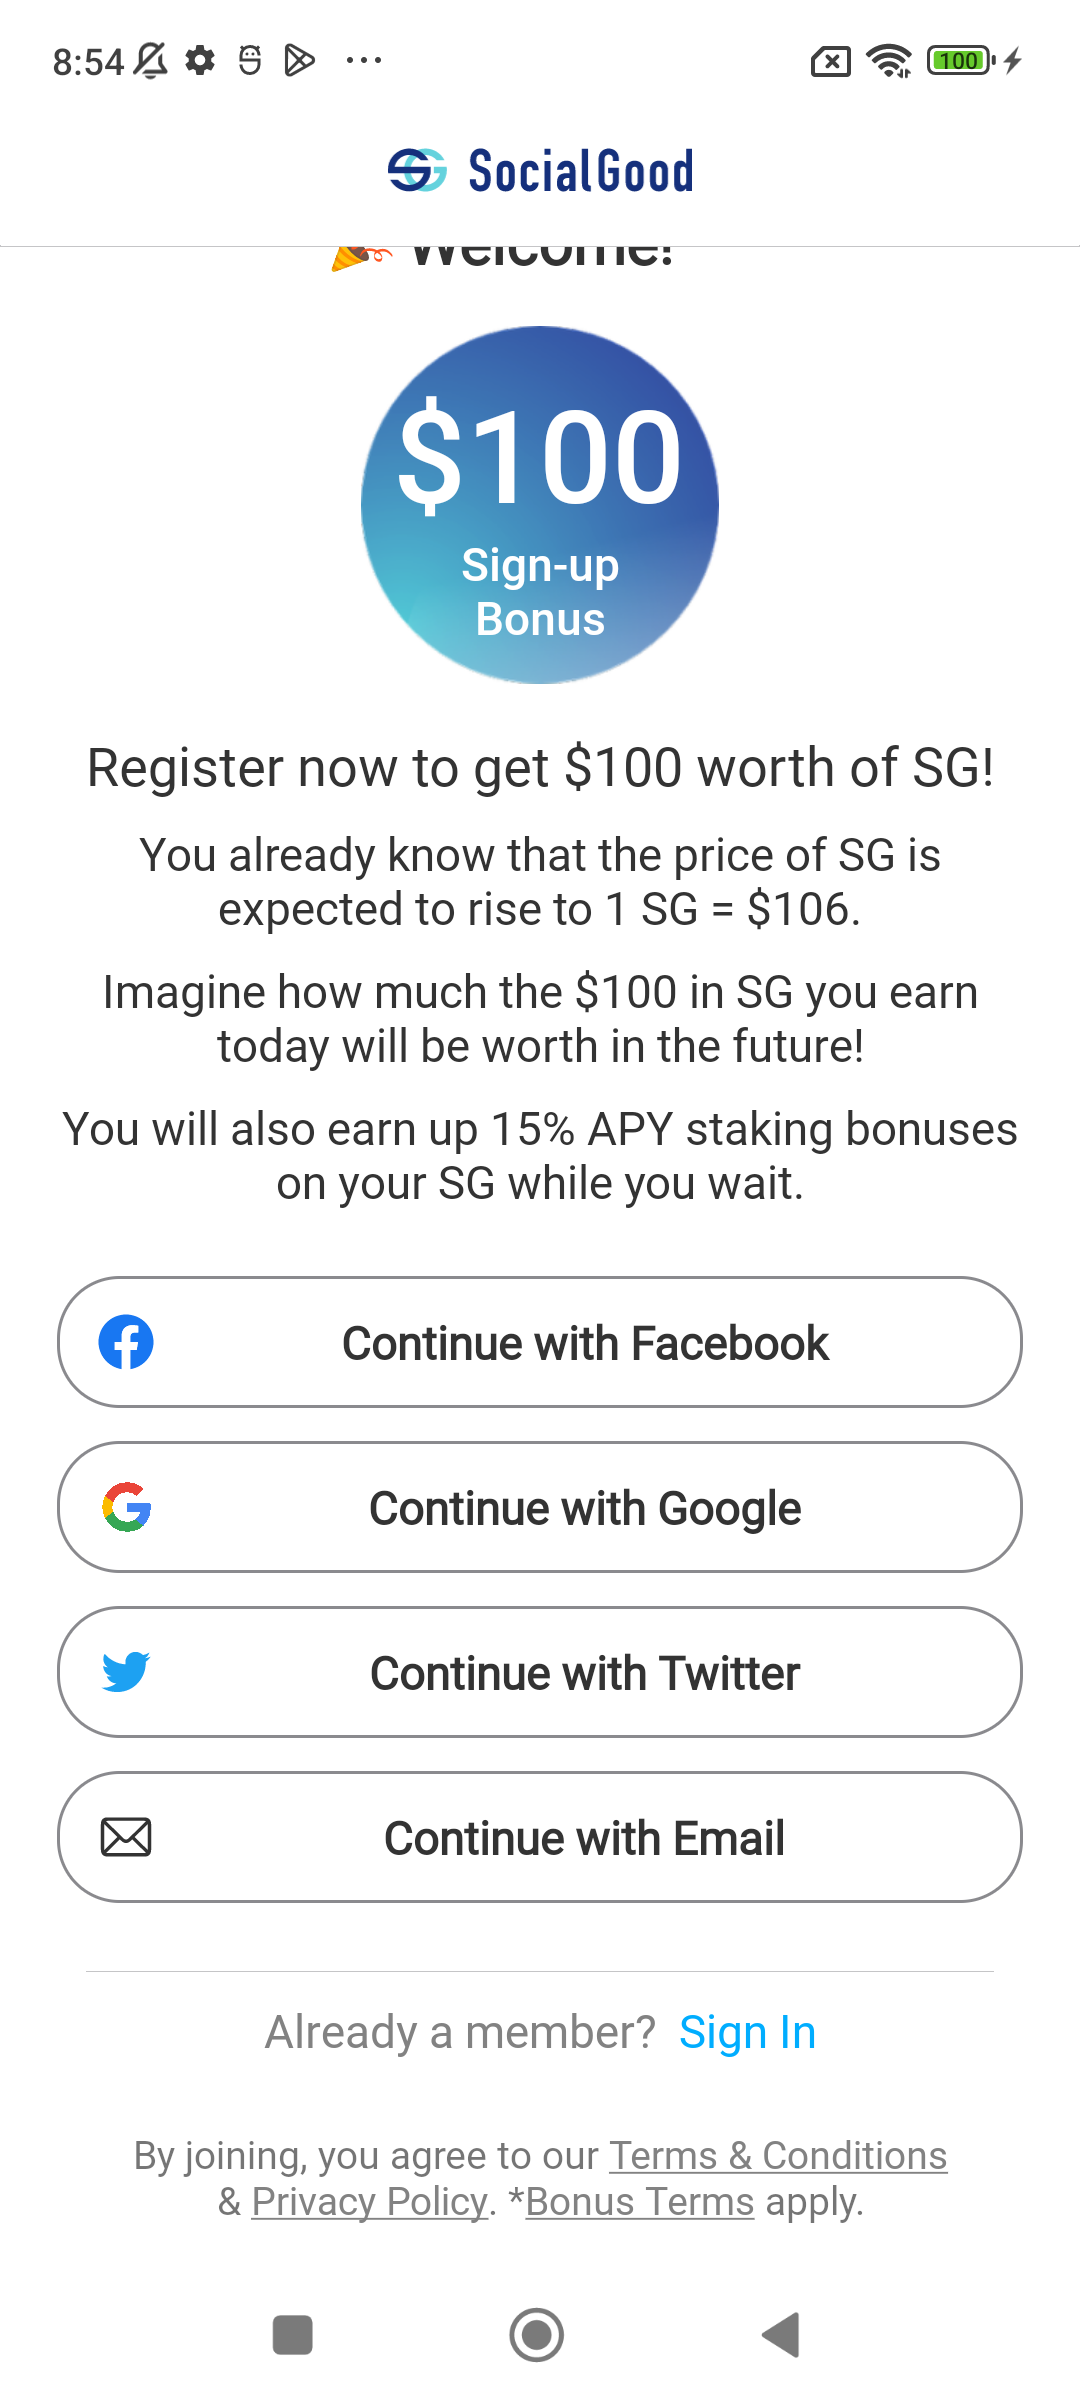 8:54
100
SocialGood
Welcome!
$100
Sign-up
Bonus
Register now to get $100 worth of SG!
You already know that the price of SG is
expected to rise to 1 SG = $106.
Imagine how much the $100 in SG you earn
today will be worth in the future!
You will also earn up 15% APY staking bonuses
on your SG while you wait.
Continue with Facebook
Continue with Google
Continue with Twitter
Continue with Email
Already a member? Sign In
By joining, you agree to our Terms & Conditions
& Privacy Policy. *Bonus Terms apply.